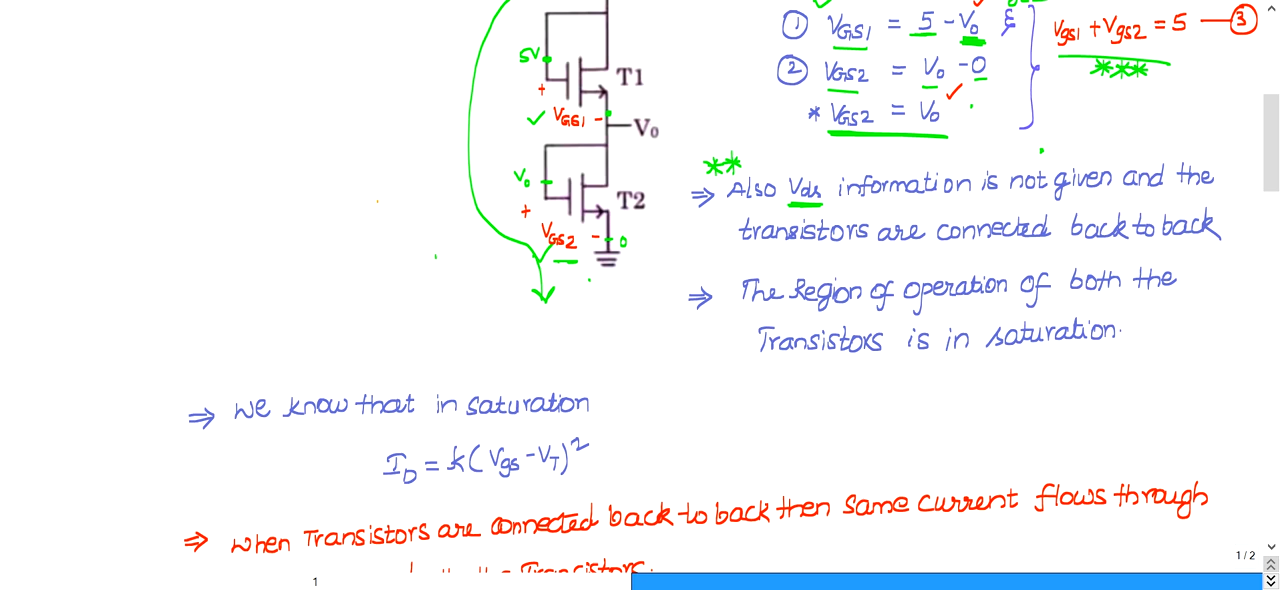 ① VGS1 = 5 - V0 ξ
Vgs1 + Vgs2 = 5 — ③
***
② VGS2 = V0 - 0
* VGS2 = V0
5V
T1
+
VGS1 -
V0
V0
T2
+
VGS2 - 0
**
⇒ Also Vds information is not given and the
transistors are connected back to back
⇒ The Region of operation of both the
Transistors is in saturation.
⇒ We know that in saturation
ID = k(Vgs - VT)²
⇒ When Transistors are connected back-to back then same current flows through
Transistors.
1 / 2
1